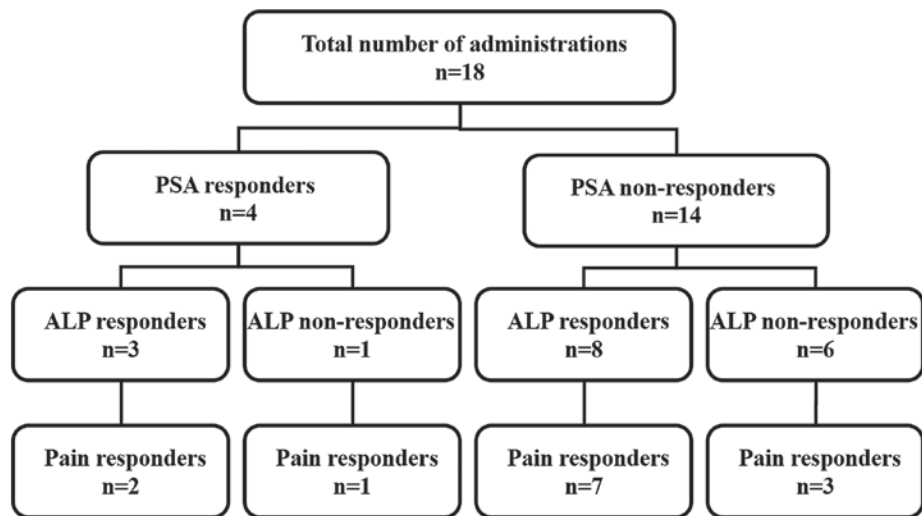 Total number of administrations
n=18
PSA responders
n=4
PSA non-responders
n=14
ALP responders
n=3
ALP non-responders
n=1
ALP responders
n=8
ALP non-responders
n=6
Pain responders
n=2
Pain responders
n=1
Pain responders
n=7
Pain responders
n=3